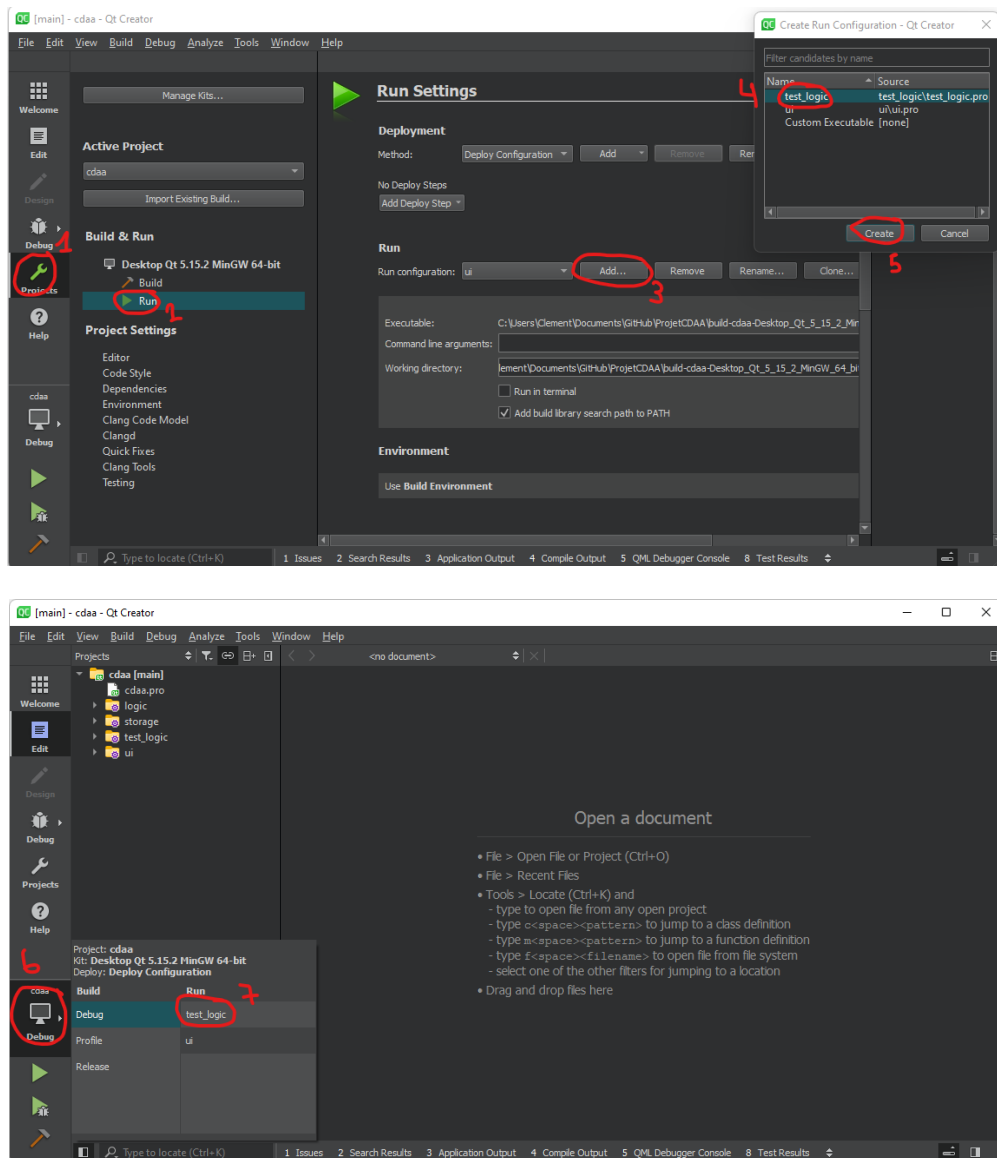 [main] - cdaa - Qt Creator
File Edit View Build Debug Analyze Tools Window Help
Welcome
Edit
Design
Debug
1
Projects
Help
cdaa
Debug
Manage Kits...
Active Project
cdaa
Import Existing Build...
Build & Run
Desktop Qt 5.15.2 MinGW 64-bit
Build
Run
2
Project Settings
Editor
Code Style
Dependencies
Environment
Clang Code Model
Clangd
Quick Fixes
Clang Tools
Testing
Run Settings
Deployment
Method: Deploy Configuration Add Remove Rer
No Deploy Steps
Add Deploy Step
Run
Run configuration: ui Add... Remove Rename... Clone...
3
Executable: C:\Users\Clement\Documents\GitHub\ProjetCDAA\build-cdaa-Desktop_Qt_5_15_2_Mir
Command line arguments:
Working directory: lement\Documents\GitHub\ProjetCDAA\build-cdaa-Desktop_Qt_5_15_2_MinGW_64_bi
Run in terminal
Add build library search path to PATH
Environment
Use Build Environment
Create Run Configuration - Qt Creator
Filter candidates by name
4
Name Source
test_logic test_logic\test_logic.pro
ui ui\ui.pro
Custom Executable [none]
Create Cancel
5
Type to locate (Ctrl+K) 1 Issues 2 Search Results 3 Application Output 4 Compile Output 5 QML Debugger Console 8 Test Results
[main] - cdaa - Qt Creator
File Edit View Build Debug Analyze Tools Window Help
Projects <no document>
Welcome
Edit
Design
Debug
Projects
Help
6
cdaa
Debug
cdaa [main]
cdaa.pro
logic
storage
test_logic
ui
Open a document
• File > Open File or Project (Ctrl+O)
• File > Recent Files
• Tools > Locate (Ctrl+K) and
- type to open file from any open project
- type c<space><pattern> to jump to a class definition
- type m<space><pattern> to jump to a function definition
- type f<space><filename> to open file from file system
- select one of the other filters for jumping to a location
• Drag and drop files here
Project: cdaa
Kit: Desktop Qt 5.15.2 MinGW 64-bit
Deploy: Deploy Configuration
Build Run
7
Debug test_logic
Profile ui
Release
Type to locate (Ctrl+K) 1 Issues 2 Search Results 3 Application Output 4 Compile Output 5 QML Debugger Console 8 Test Results